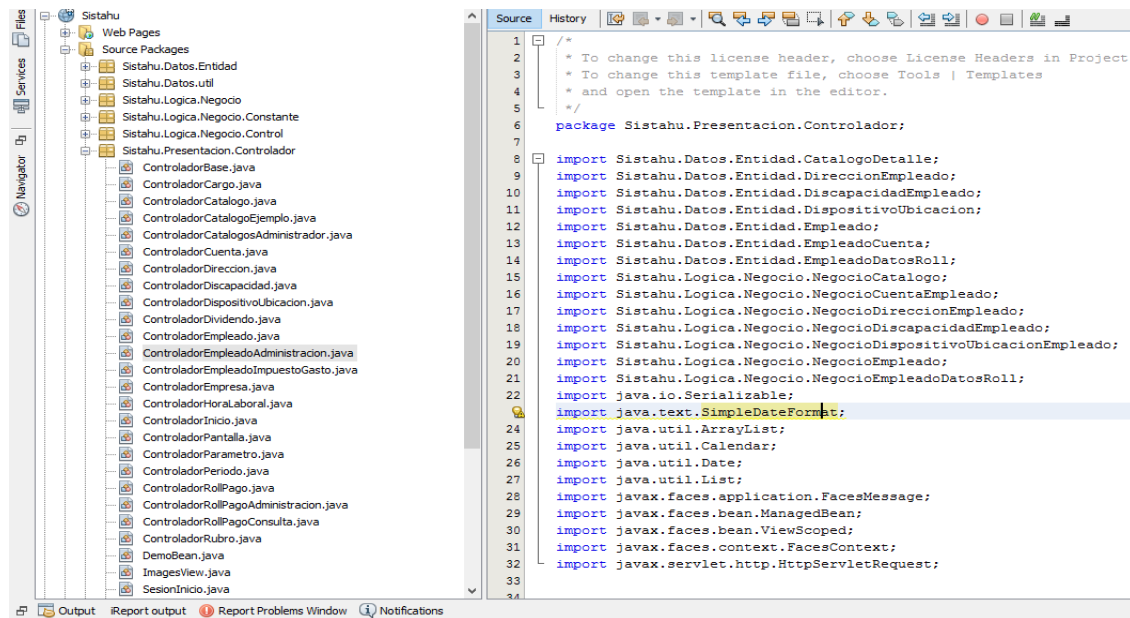 Files
Services
Navigator
Sistahu
Web Pages
Source Packages
Sistahu.Datos.Entidad
Sistahu.Datos.util
Sistahu.Logica.Negocio
Sistahu.Logica.Negocio.Constante
Sistahu.Logica.Negocio.Control
Sistahu.Presentacion.Controlador
ControladorBase.java
ControladorCargo.java
ControladorCatalogo.java
ControladorCatalogoEjemplo.java
ControladorCatalogosAdministrador.java
ControladorCuenta.java
ControladorDireccion.java
ControladorDiscapacidad.java
ControladorDispositivoUbicacion.java
ControladorDividendo.java
ControladorEmpleado.java
ControladorEmpleadoAdministracion.java
ControladorEmpleadoImpuestoGasto.java
ControladorEmpresa.java
ControladorHoraLaboral.java
ControladorInicio.java
ControladorPantalla.java
ControladorParametro.java
ControladorPeriodo.java
ControladorRollPago.java
ControladorRollPagoAdministracion.java
ControladorRollPagoConsulta.java
ControladorRubro.java
DemoBean.java
ImagesView.java
SesionInicio.java
Source History
1 /*
2 * To change this license header, choose License Headers in Project
3 * To change this template file, choose Tools | Templates
4 * and open the template in the editor.
5 */
6 package Sistahu.Presentacion.Controlador;
7
8 import Sistahu.Datos.Entidad.CatalogoDetalle;
9 import Sistahu.Datos.Entidad.DireccionEmpleado;
10 import Sistahu.Datos.Entidad.DiscapacidadEmpleado;
11 import Sistahu.Datos.Entidad.DispositivoUbicacion;
12 import Sistahu.Datos.Entidad.Empleado;
13 import Sistahu.Datos.Entidad.EmpleadoCuenta;
14 import Sistahu.Datos.Entidad.EmpleadoDatosRoll;
15 import Sistahu.Logica.Negocio.NegocioCatalogo;
16 import Sistahu.Logica.Negocio.NegocioCuentaEmpleado;
17 import Sistahu.Logica.Negocio.NegocioDireccionEmpleado;
18 import Sistahu.Logica.Negocio.NegocioDiscapacidadEmpleado;
19 import Sistahu.Logica.Negocio.NegocioDispositivoUbicacionEmpleado;
20 import Sistahu.Logica.Negocio.NegocioEmpleado;
21 import Sistahu.Logica.Negocio.NegocioEmpleadoDatosRoll;
22 import java.io.Serializable;
import java.text.SimpleDateFormat;
24 import java.util.ArrayList;
25 import java.util.Calendar;
26 import java.util.Date;
27 import java.util.List;
28 import javax.faces.application.FacesMessage;
29 import javax.faces.bean.ManagedBean;
30 import javax.faces.bean.ViewScoped;
31 import javax.faces.context.FacesContext;
32 import javax.servlet.http.HttpServletRequest;
33
34
Output iReport output Report Problems Window Notifications